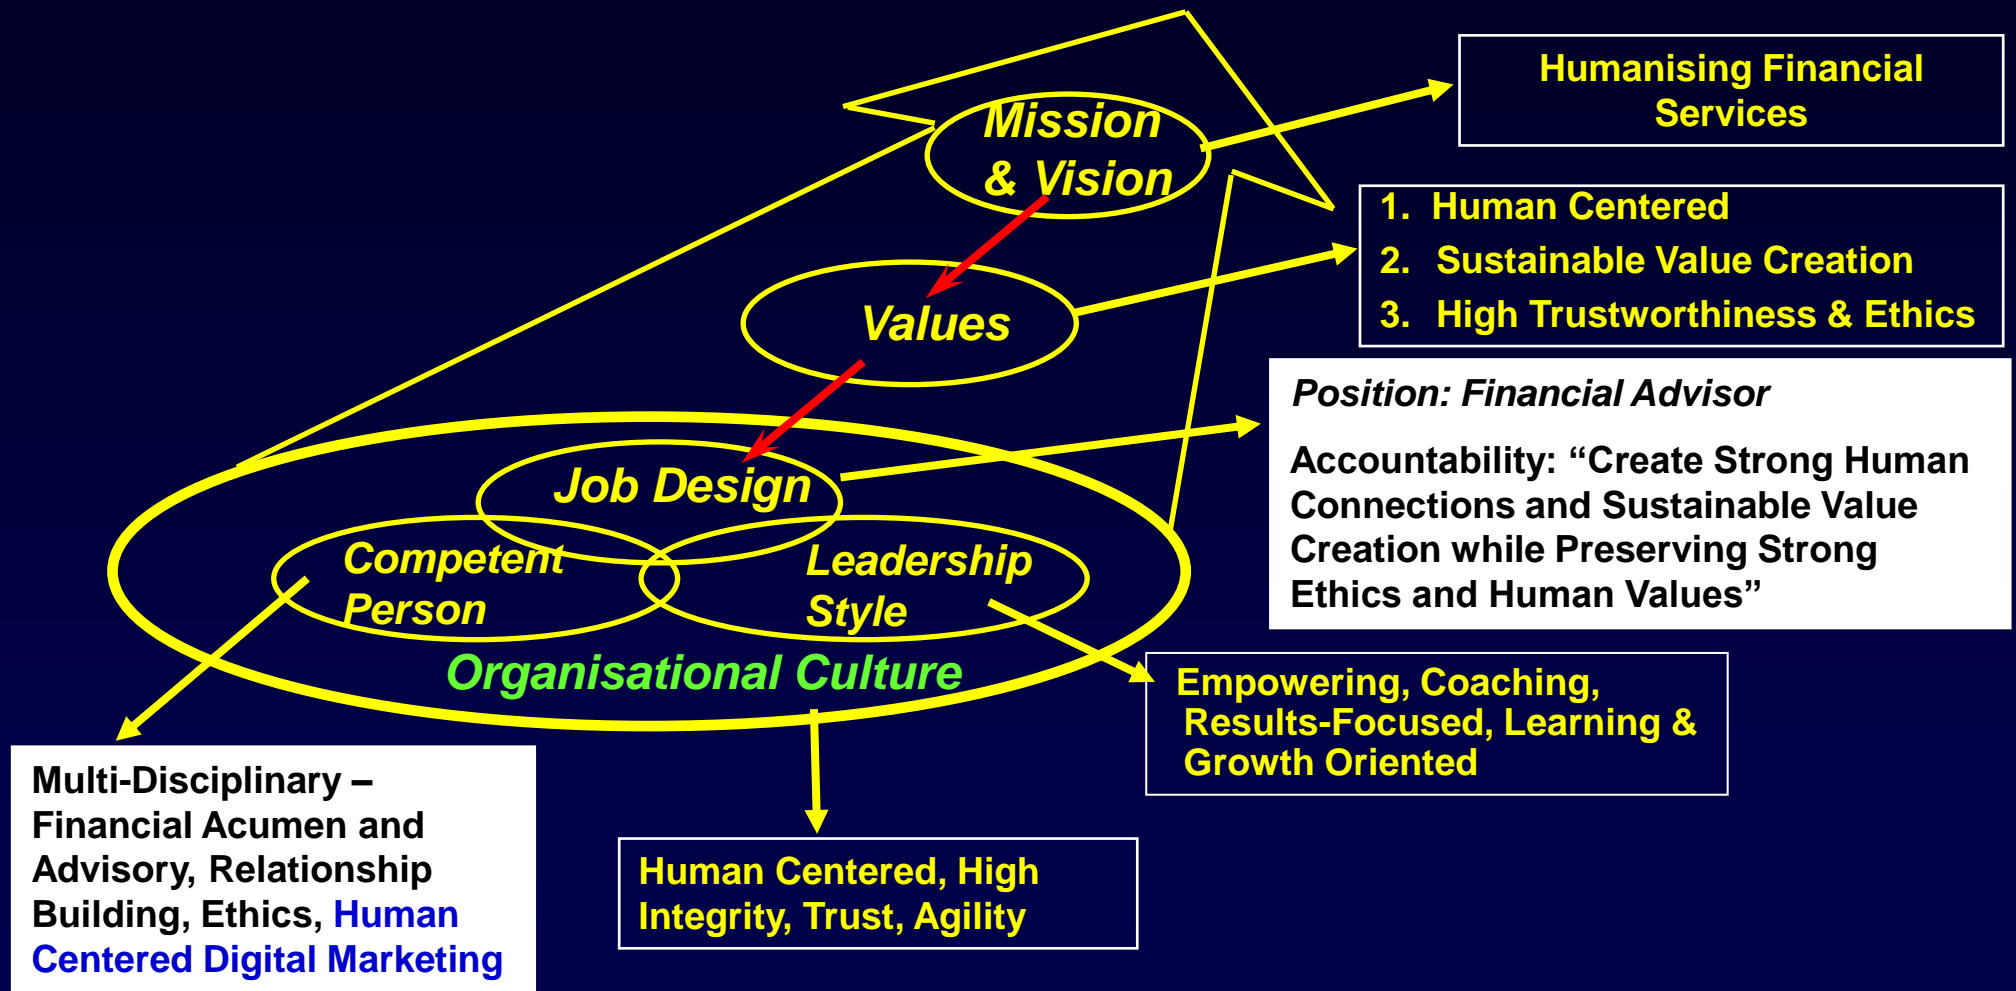 Mission
& Vision
Humanising Financial
Services
Values
1. Human Centered
2. Sustainable Value Creation
3. High Trustworthiness & Ethics
Job Design
Position: Financial Advisor
Accountability: “Create Strong Human
Connections and Sustainable Value
Creation while Preserving Strong
Ethics and Human Values”
Competent
Person
Leadership
Style
Organisational Culture
Empowering, Coaching,
Results-Focused, Learning &
Growth Oriented
Multi-Disciplinary –
Financial Acumen and
Advisory, Relationship
Building, Ethics, Human
Centered Digital Marketing
Human Centered, High
Integrity, Trust, Agility